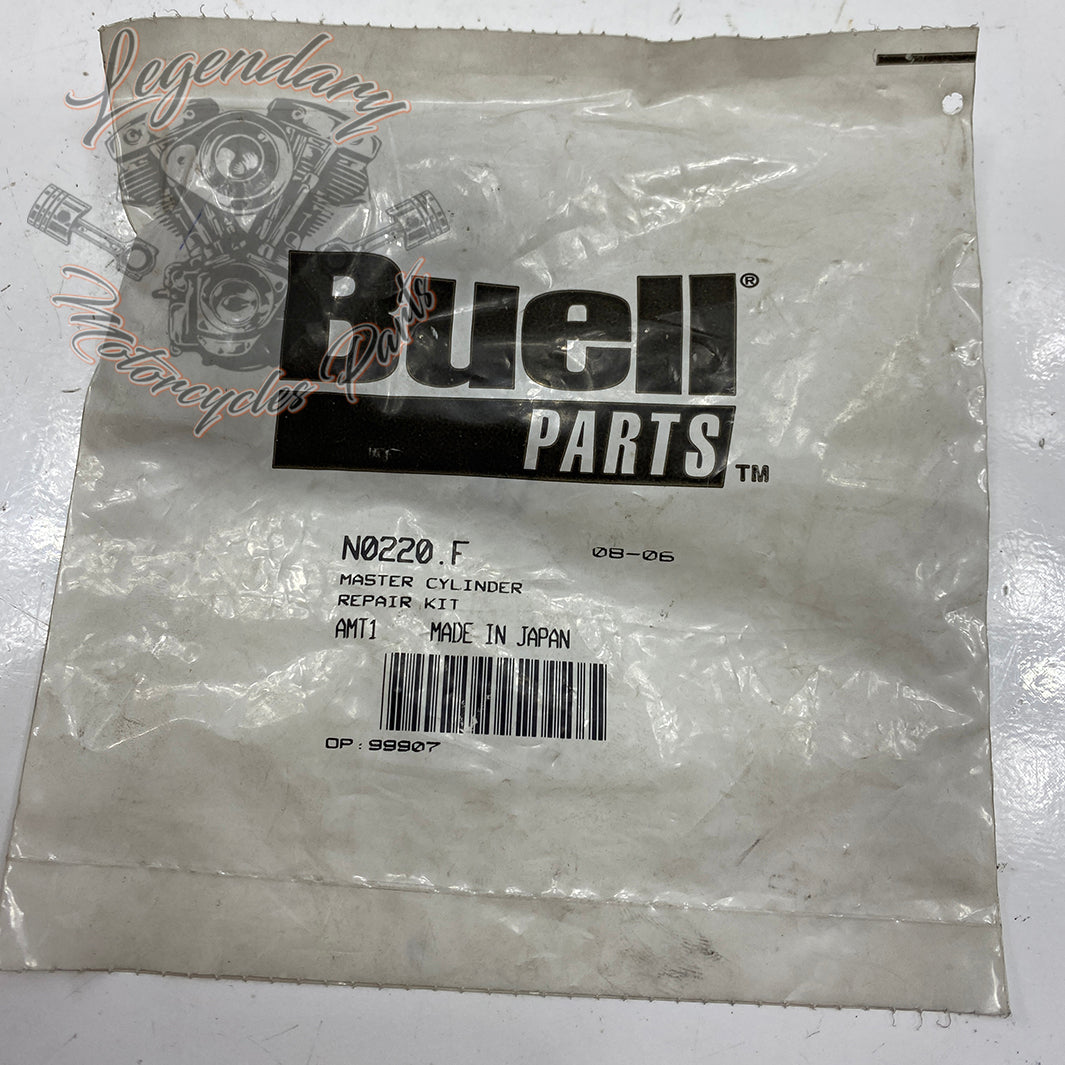 Legendary
Motorcycles Parts
Buell®
PARTS™
N0220.F 08-06
MASTER CYLINDER
REPAIR KIT
AMT1 MADE IN JAPAN
OP:99907